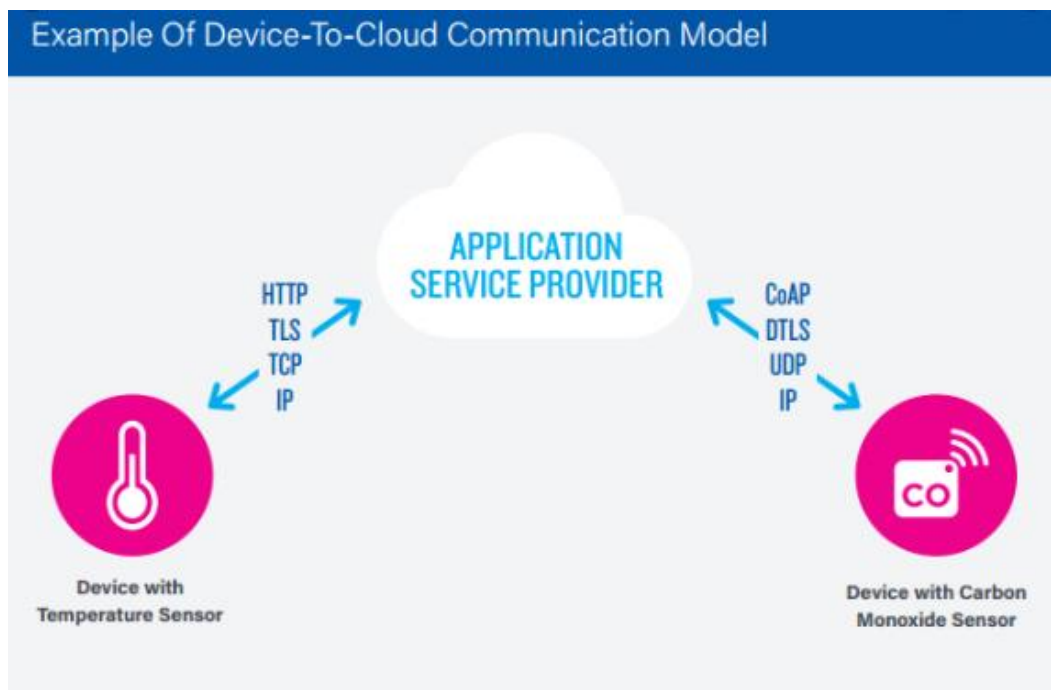 Example Of Device-To-Cloud Communication Model
APPLICATION
SERVICE PROVIDER
HTTP
TLS
TCP
IP
CoAP
DTLS
UDP
IP
CO
Device with
Temperature Sensor
Device with Carbon
Monoxide Sensor